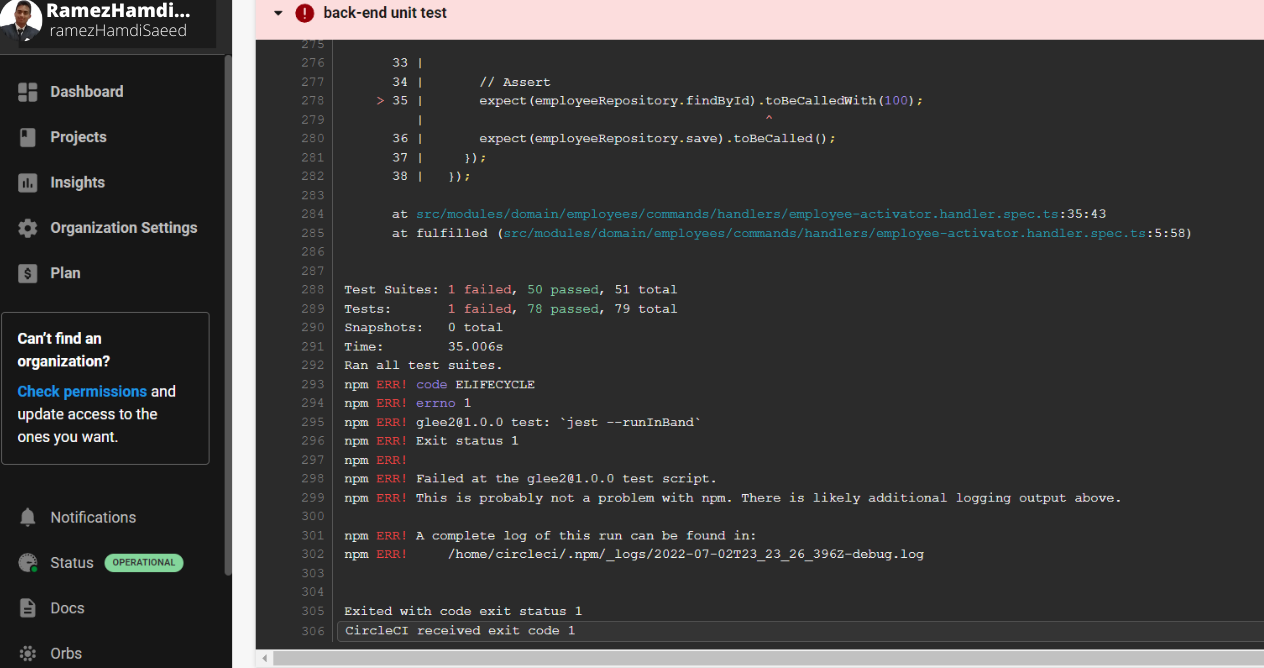 RamezHamdi...
ramezHamdiSaeed
Dashboard
Projects
Insights
Organization Settings
Plan
Can't find an
organization?
Check permissions and
update access to the
ones you want.
Notifications
Status OPERATIONAL
Docs
Orbs
back-end unit test
275
276 33 |
277 34 | // Assert
278 > 35 | expect(employeeRepository.findById).toBeCalledWith(100);
279 | ^
280 36 | expect(employeeRepository.save).toBeCalled();
281 37 | });
282 38 | });
283
284 at src/modules/domain/employees/commands/handlers/employee-activator.handler.spec.ts:35:43
285 at fulfilled (src/modules/domain/employees/commands/handlers/employee-activator.handler.spec.ts:5:58)
286
287
288 Test Suites: 1 failed, 50 passed, 51 total
289 Tests: 1 failed, 78 passed, 79 total
290 Snapshots: 0 total
291 Time: 35.006s
292 Ran all test suites.
293 npm ERR! code ELIFECYCLE
294 npm ERR! errno 1
295 npm ERR! glee2@1.0.0 test: `jest --runInBand`
296 npm ERR! Exit status 1
297 npm ERR!
298 npm ERR! Failed at the glee2@1.0.0 test script.
299 npm ERR! This is probably not a problem with npm. There is likely additional logging output above.
300
301 npm ERR! A complete log of this run can be found in:
302 npm ERR! /home/circleci/.npm/_logs/2022-07-02T23_23_26_396Z-debug.log
303
304
305 Exited with code exit status 1
306 CircleCI received exit code 1